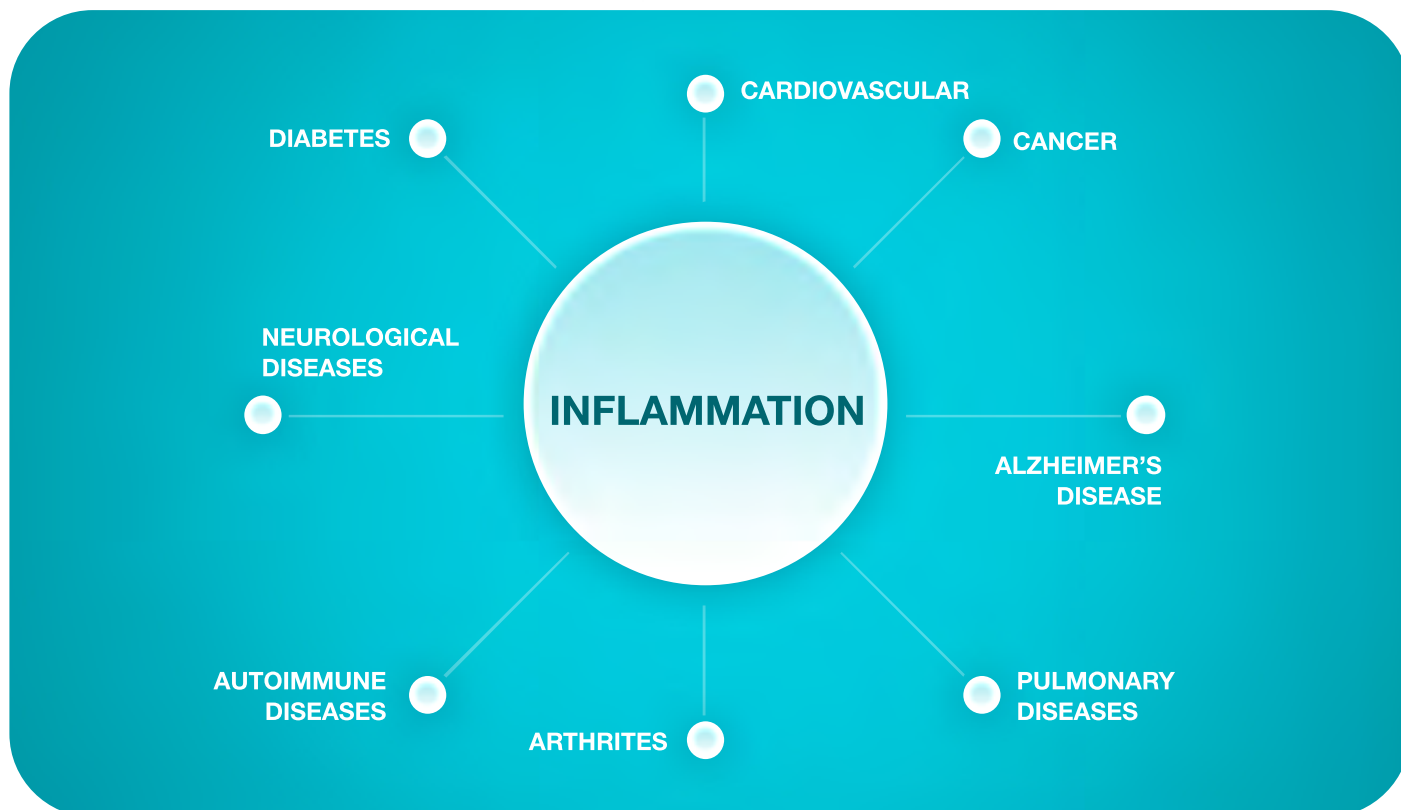 CARDIOVASCULAR
DIABETES
CANCER
NEUROLOGICAL
DISEASES
INFLAMMATION
ALZHEIMER’S
DISEASE
AUTOIMMUNE
DISEASES
PULMONARY
DISEASES
ARTHRITES